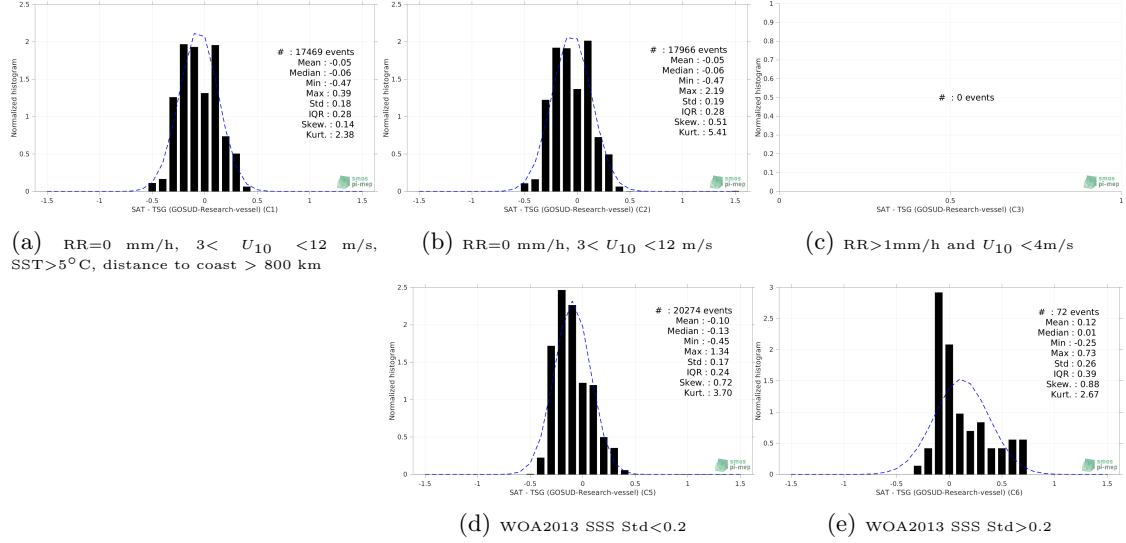 Normalized histogram
2.5
2
1.5
1
0.5
0
-1.5
-1
-0.5
0
0.5
1
1.5
# : 17469 events
Mean : -0.05
Median : -0.06
Min : -0.47
Max : 0.39
Std : 0.18
IQR : 0.28
Skew. : 0.14
Kurt. : 2.38
smos
pi-mep
SAT - TSG (GOSUD-Research-vessel) (C1)
(a) RR=0 mm/h, 3< U10 <12 m/s,
SST>5°C, distance to coast > 800 km
Normalized histogram
2.5
2
1.5
1
0.5
0
-1.5
-1
-0.5
0
0.5
1
1.5
# : 17966 events
Mean : -0.05
Median : -0.06
Min : -0.47
Max : 2.19
Std : 0.19
IQR : 0.28
Skew. : 0.51
Kurt. : 5.41
smos
pi-mep
SAT - TSG (GOSUD-Research-vessel) (C2)
(b) RR=0 mm/h, 3< U10 <12 m/s
Normalized histogram
1
0.9
0.8
0.7
0.6
0.5
0.4
0.3
0.2
0.1
0
0
0.5
1
# : 0 events
smos
pi-mep
SAT - TSG (GOSUD-Research-vessel) (C3)
(c) RR>1mm/h and U10 <4m/s
Normalized histogram
2.5
2
1.5
1
0.5
0
-1.5
-1
-0.5
0
0.5
1
1.5
# : 20274 events
Mean : -0.10
Median : -0.13
Min : -0.45
Max : 1.34
Std : 0.17
IQR : 0.24
Skew. : 0.72
Kurt. : 3.70
smos
pi-mep
SAT - TSG (GOSUD-Research-vessel) (C5)
(d) WOA2013 SSS Std<0.2
Normalized histogram
3
2.5
2
1.5
1
0.5
0
-1.5
-1
-0.5
0
0.5
1
1.5
# : 72 events
Mean : 0.12
Median : 0.01
Min : -0.25
Max : 0.73
Std : 0.26
IQR : 0.39
Skew. : 0.88
Kurt. : 2.67
smos
pi-mep
SAT - TSG (GOSUD-Research-vessel) (C6)
(e) WOA2013 SSS Std>0.2